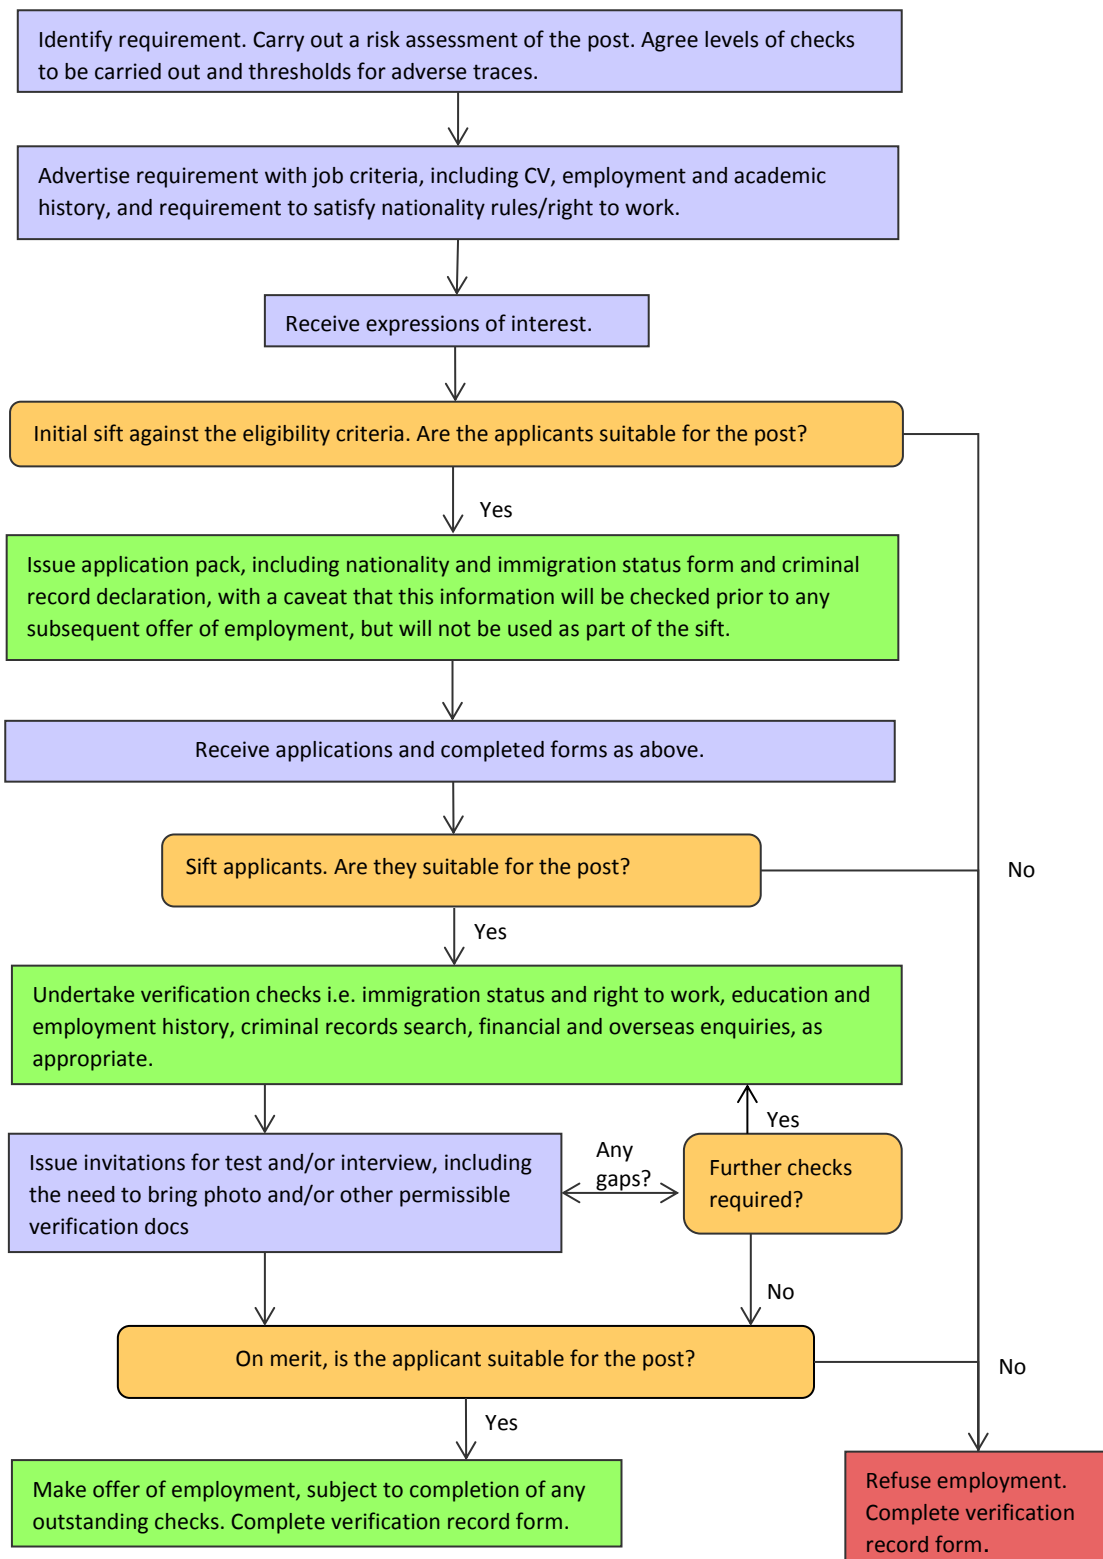 Identify requirement. Carry out a risk assessment of the post. Agree levels of checks
to be carried out and thresholds for adverse traces.
Advertise requirement with job criteria, including CV, employment and academic
history, and requirement to satisfy nationality rules/right to work.
Receive expressions of interest.
Initial sift against the eligibility criteria. Are the applicants suitable for the post?
Yes
Issue application pack, including nationality and immigration status form and criminal
record declaration, with a caveat that this information will be checked prior to any
subsequent offer of employment, but will not be used as part of the sift.
Receive applications and completed forms as above.
Sift applicants. Are they suitable for the post?
No
Yes
Undertake verification checks i.e. immigration status and right to work, education and
employment history, criminal records search, financial and overseas enquiries, as
appropriate.
Yes
Issue invitations for test and/or interview, including
the need to bring photo and/or other permissible
verification docs
Any
gaps?
Further checks
required?
No
On merit, is the applicant suitable for the post?
No
Yes
Make offer of employment, subject to completion of any
outstanding checks. Complete verification record form.
Refuse employment.
Complete verification
record form.